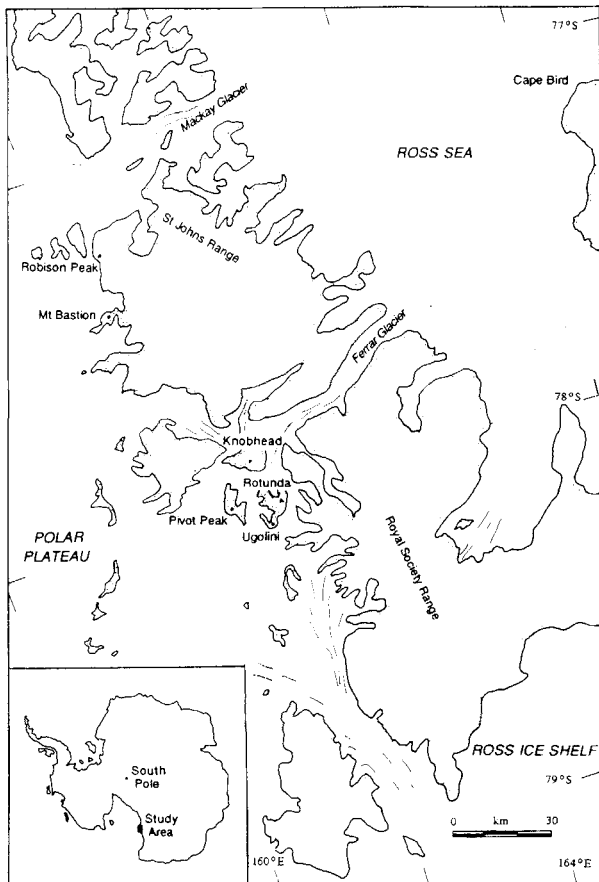 77°S
Cape Bird
Mackay Glacier
ROSS SEA
St Johns Range
Robison Peak
Mt Bastion
Ferrar Glacier
78°S
Knobhead
Rotunda
Pivot Peak
Ugolini
POLAR
PLATEAU
Royal Society Range
ROSS ICE SHELF
South
Pole
Study
Area
79°S
0 km 30
160°E
164°E